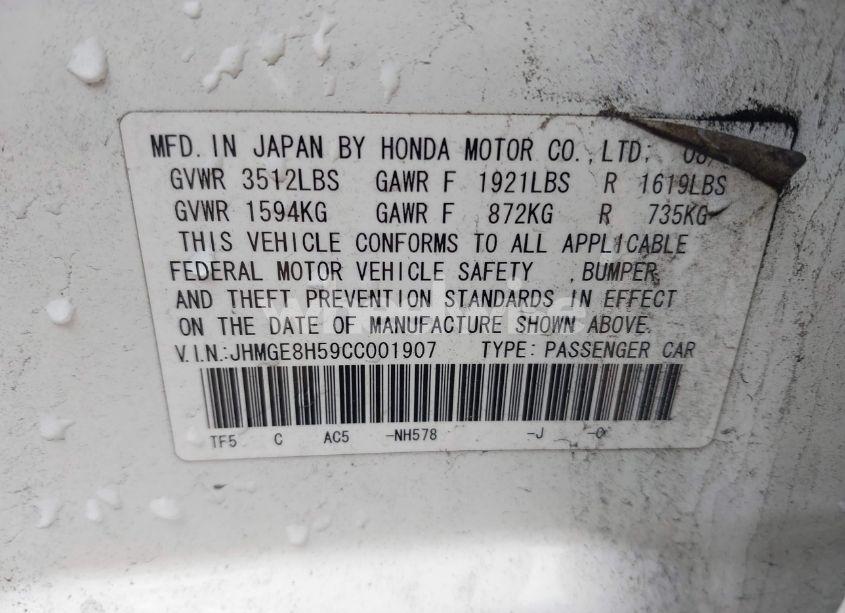 MFD. IN JAPAN BY HONDA MOTOR CO., LTD.
GVWR 3512LBS GAWR F 1921LBS R 1619LBS
GVWR 1594KG GAWR F 872KG R 735KG
THIS VEHICLE CONFORMS TO ALL APPLICABLE
FEDERAL MOTOR VEHICLE SAFETY , BUMPER,
AND THEFT PREVENTION STANDARDS IN EFFECT
ON THE DATE OF MANUFACTURE SHOWN ABOVE.
V.I.N.:JHMGE8H59CC001907 TYPE: PASSENGER CAR
TF5 C AC5 -NH578 -J -0